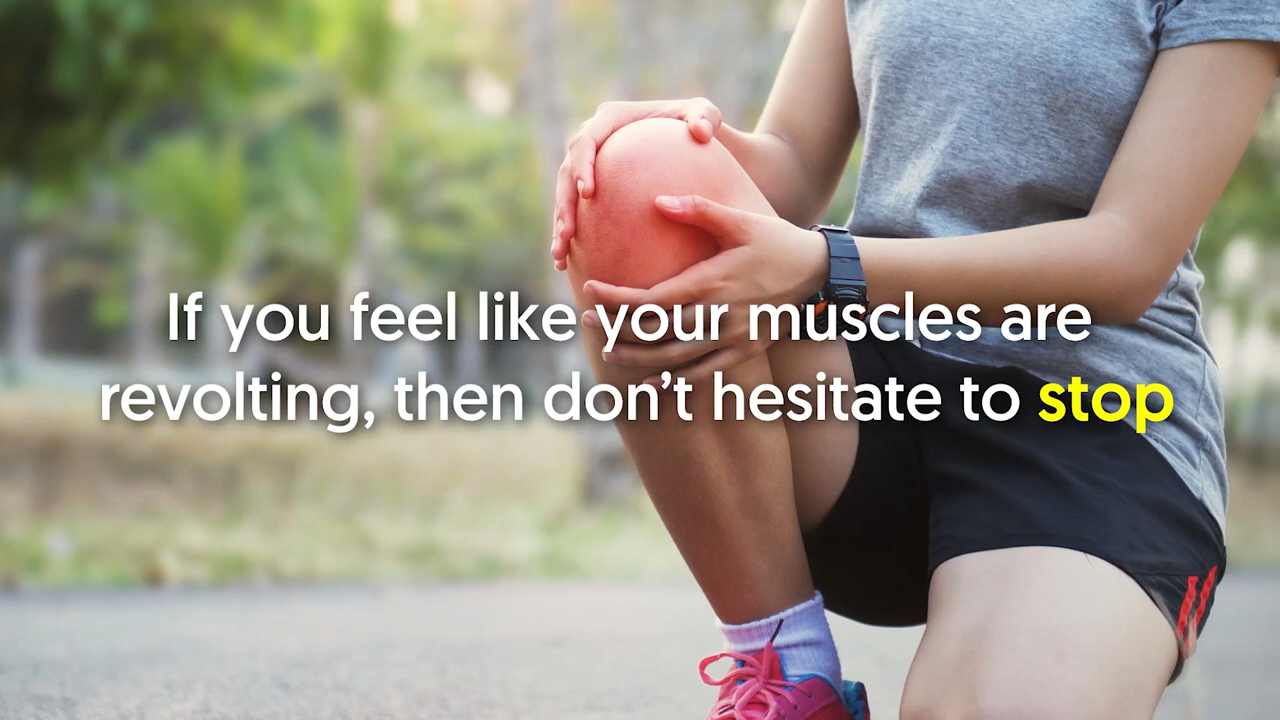 If you feel like your muscles are
revolting, then don’t hesitate to stop